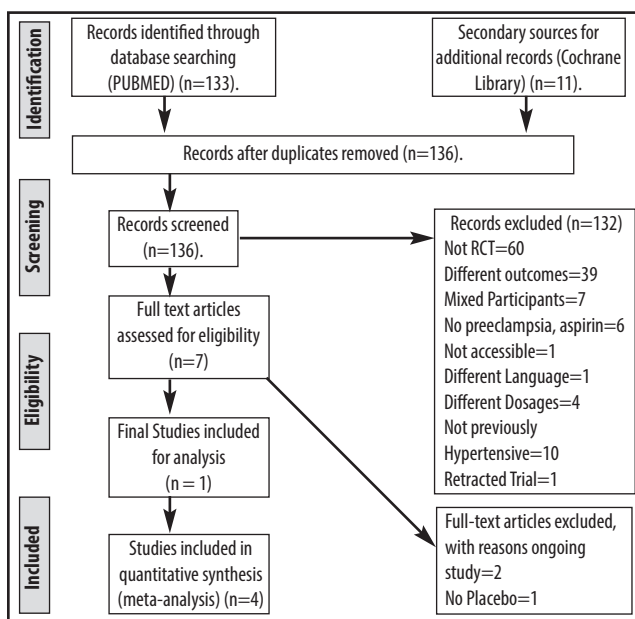 Identification
Records identified through
database searching
(PUBMED) (n=133).
Secondary sources for
additional records (Cochrane
Library) (n=11).
Records after duplicates removed (n=136).
Screening
Records screened
(n=136).
Records excluded (n=132)
Not RCT=60
Different outcomes=39
Mixed Participants=7
No preeclampsia, aspirin=6
Not accessible=1
Different Language=1
Different Dosages=4
Not previously
Hypertensive=10
Retracted Trial=1
Eligibility
Full text articles
assessed for eligibility
(n=7)
Final Studies included
for analysis
(n = 1)
Full-text articles excluded,
with reasons ongoing
study=2
No Placebo=1
Included
Studies included in
quantitative synthesis
(meta-analysis) (n=4)